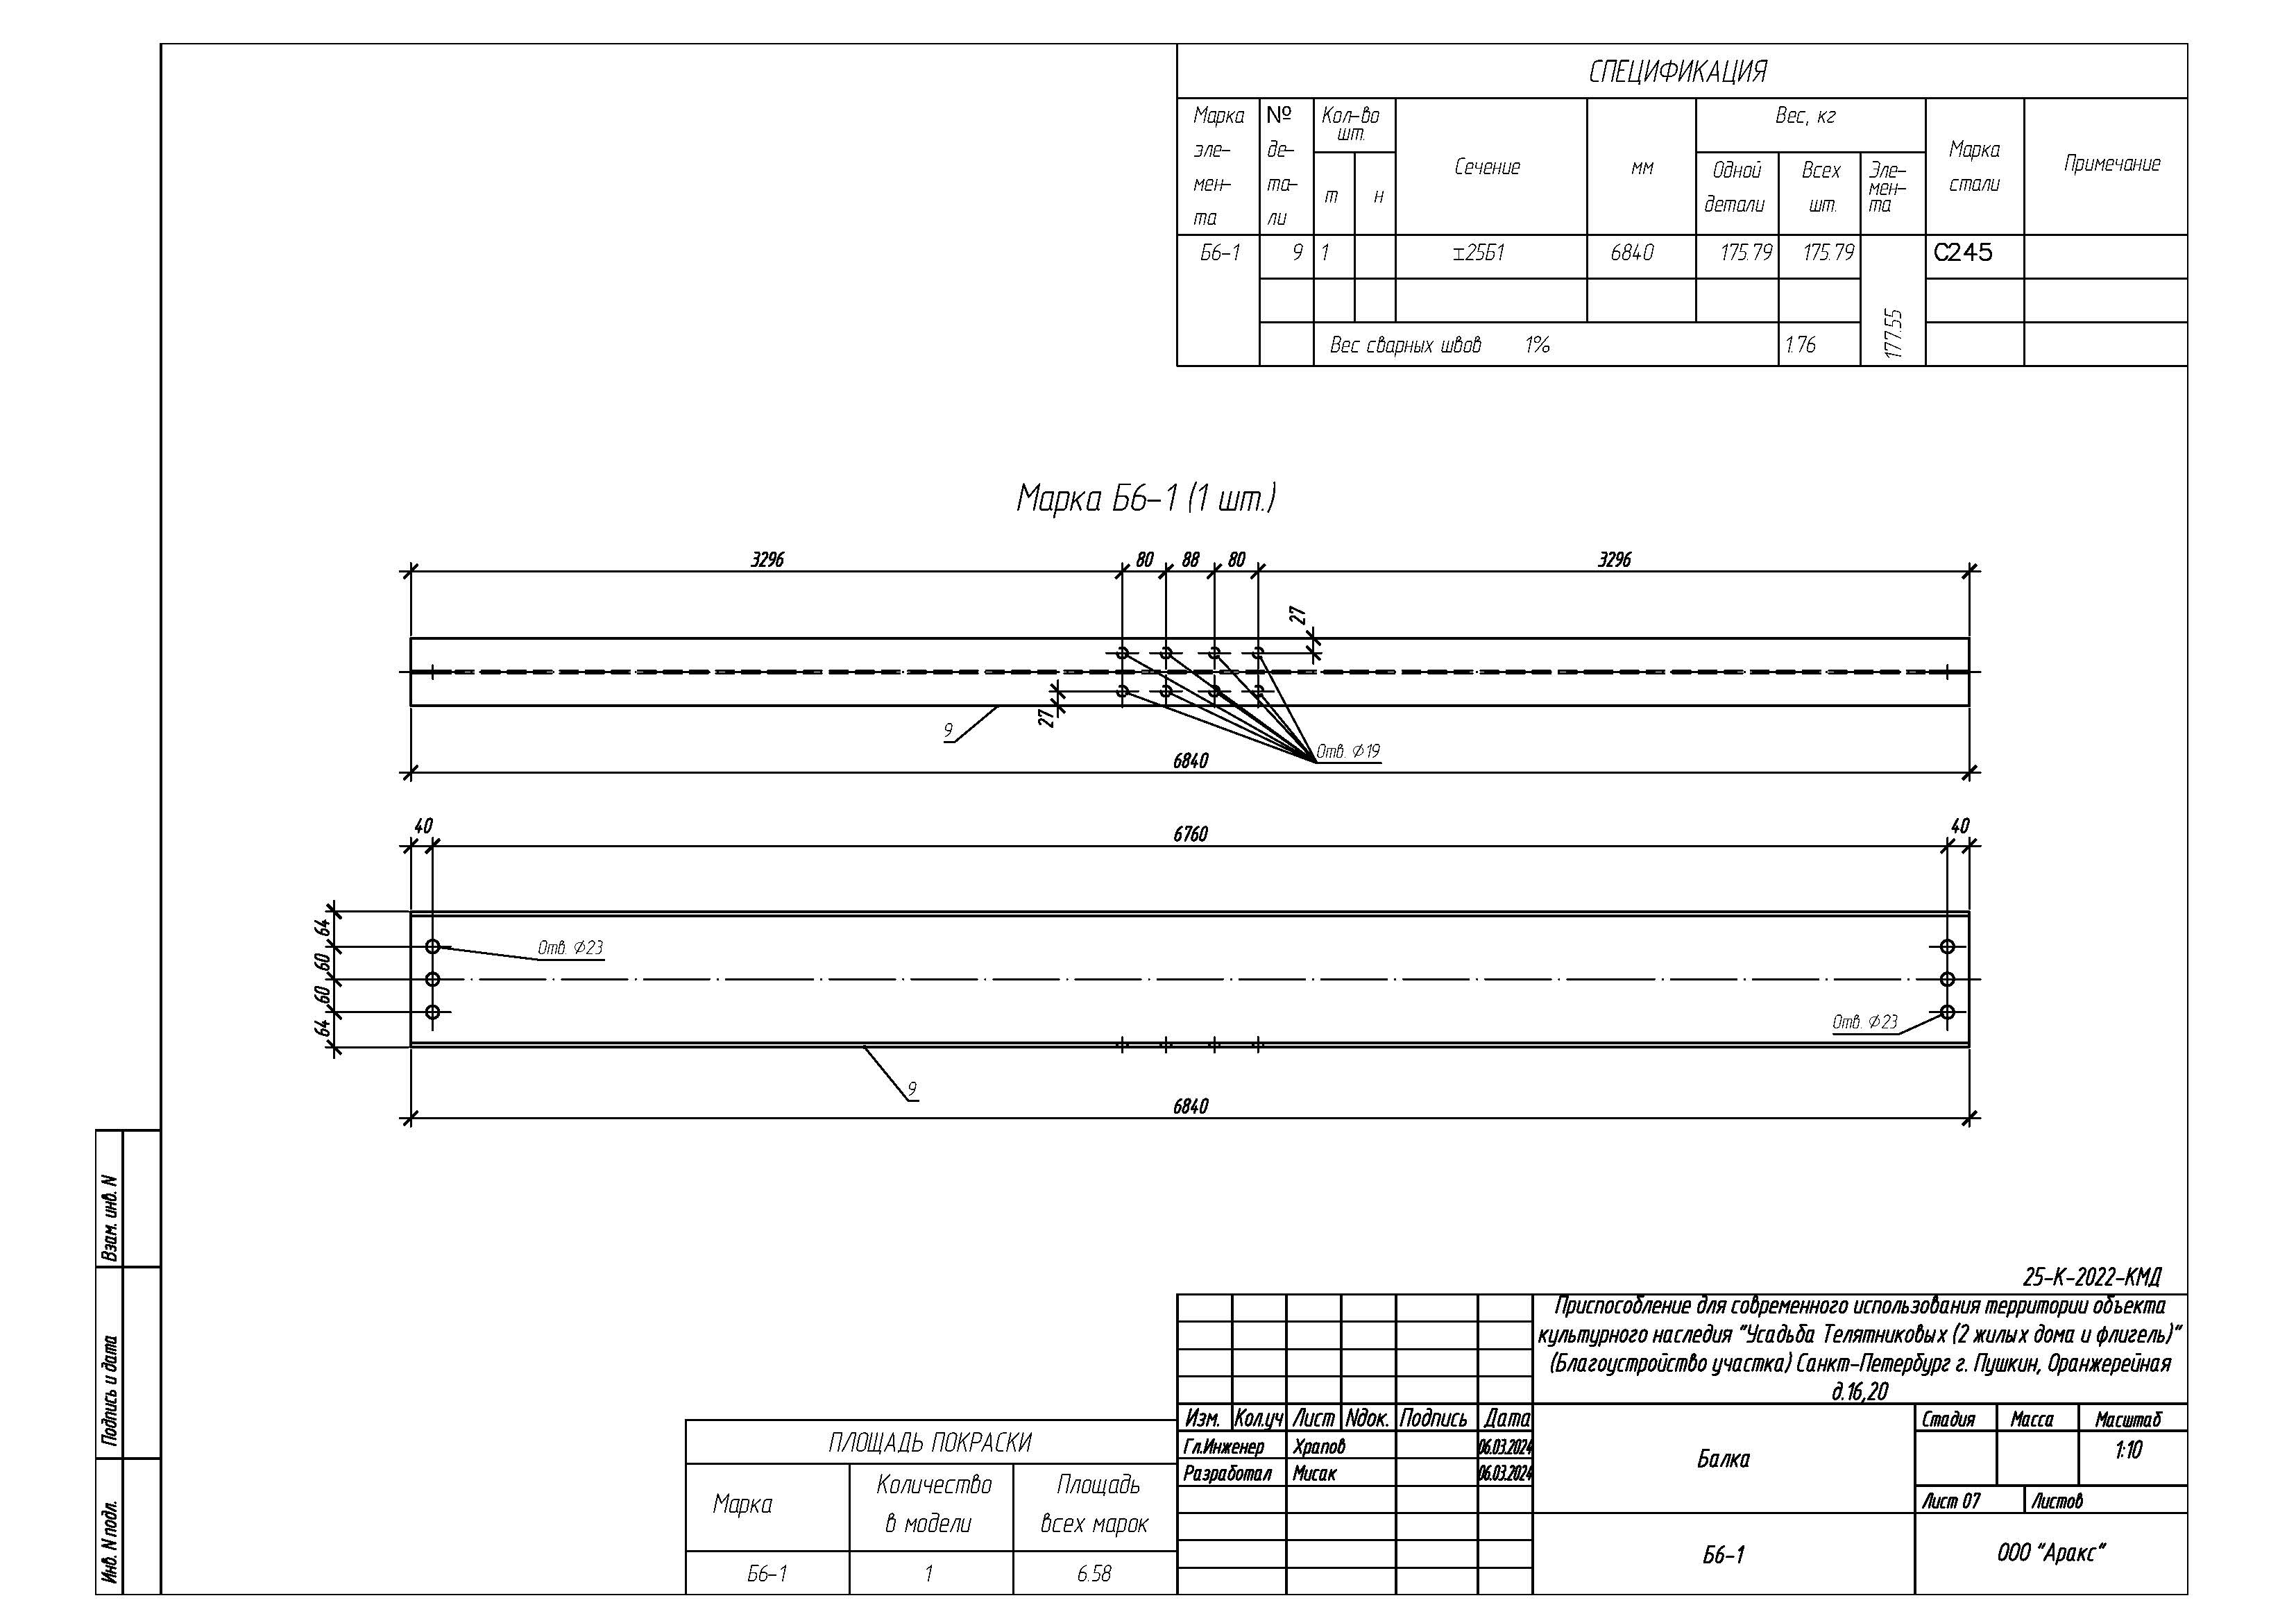 СПЕЦИФИКАЦИЯ
Марка эле- мен- та
№ де- та- ли
Кол-во шт.
т
н
Сечение
мм
Вес, кг
Одной детали
Всех шт.
Эле- мен- та
Марка стали
Примечание
Б6-1 9 1 ⌶25Б1 6840 175.79 175.79 177.55 С245
Вес сварных швов 1% 1.76
Марка Б6-1 (1 шт.)
3296 80 88 80 3296
27
27
9
Отв. ⌀19
6840
40 6760 40
64
60
60
64
Отв. ⌀23
Отв. ⌀23
9
6840
Взам. инв. N
Подпись и дата
Инв. N подл.
25-К-2022-КМД
Приспособление для современного использования территории объекта
культурного наследия "Усадьба Телятниковых (2 жилых дома и флигель)"
(Благоустройство участка) Санкт-Петербург г. Пушкин, Оранжерейная
д.16,20
Изм. Кол.уч Лист Nдок. Подпись Дата
Гл.Инженер Храпов 06.03.2024
Разработал Мисак 06.03.2024
Балка
Стадия Масса Масштаб
1:10
Лист 07 Листов
Б6-1
ООО "Аракс"
ПЛОЩАДЬ ПОКРАСКИ
Марка
Количество в модели
Площадь всех марок
Б6-1 1 6.58